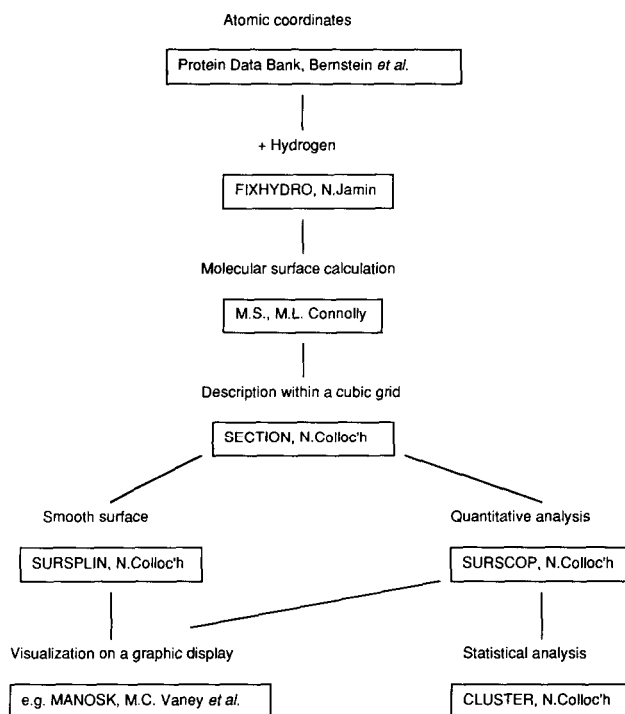 Atomic coordinates
Protein Data Bank, Bernstein et al.
+ Hydrogen
FIXHYDRO, N.Jamin
Molecular surface calculation
M.S., M.L. Connolly
Description within a cubic grid
SECTION, N.Colloc'h
Smooth surface
Quantitative analysis
SURSPLIN, N.Colloc'h
SURSCOP, N.Colloc'h
Visualization on a graphic display
Statistical analysis
e.g. MANOSK, M.C. Vaney et al.
CLUSTER, N.Colloc'h